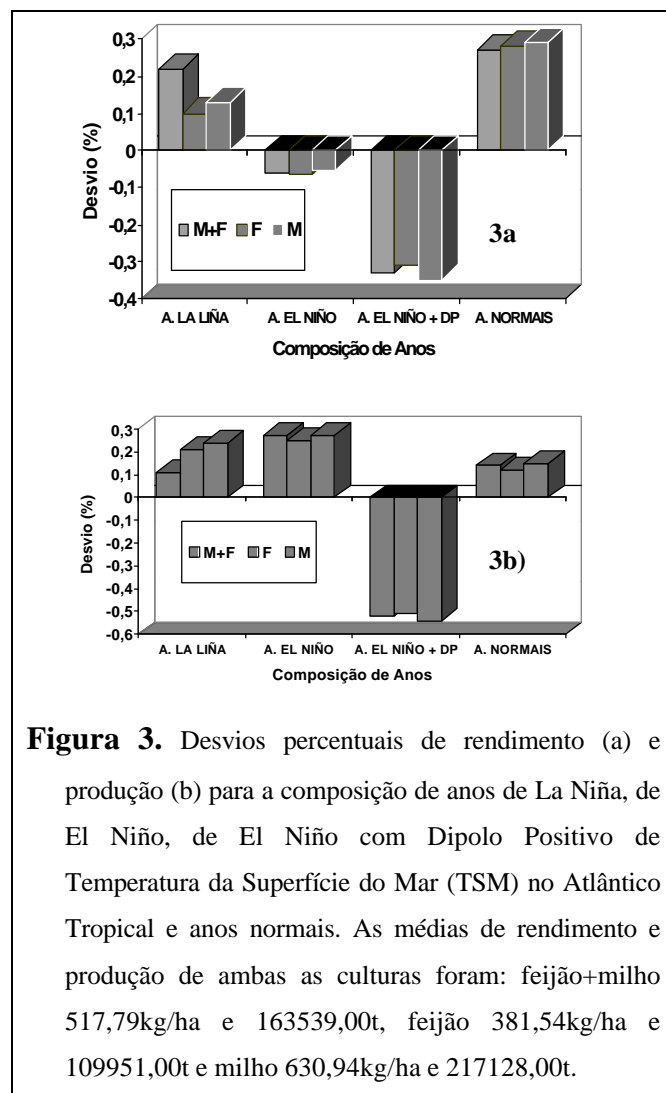 0,3
0,2
0,1
0
-0,1
-0,2
-0,3
-0,4
Desvio (%)
M+F F M
3a
A. LA LIÑA A. EL NIÑO A. EL NIÑO + DP A. NORMAIS
Composição de Anos
0,3
0,2
0,1
0
-0,1
-0,2
-0,3
-0,4
-0,5
-0,6
Desvio (%)
M+F F M
3b)
A. LA LIÑA A. EL NIÑO A. EL NIÑO + DP A. NORMAIS
Composição de Anos
Figura 3. Desvios percentuais de rendimento (a) e
produção (b) para a composição de anos de La Niña, de
El Niño, de El Niño com Dipolo Positivo de
Temperatura da Superfície do Mar (TSM) no Atlântico
Tropical e anos normais. As médias de rendimento e
produção de ambas as culturas foram: feijão+milho
517,79kg/ha e 163539,00t, feijão 381,54kg/ha e
109951,00t e milho 630,94kg/ha e 217128,00t.